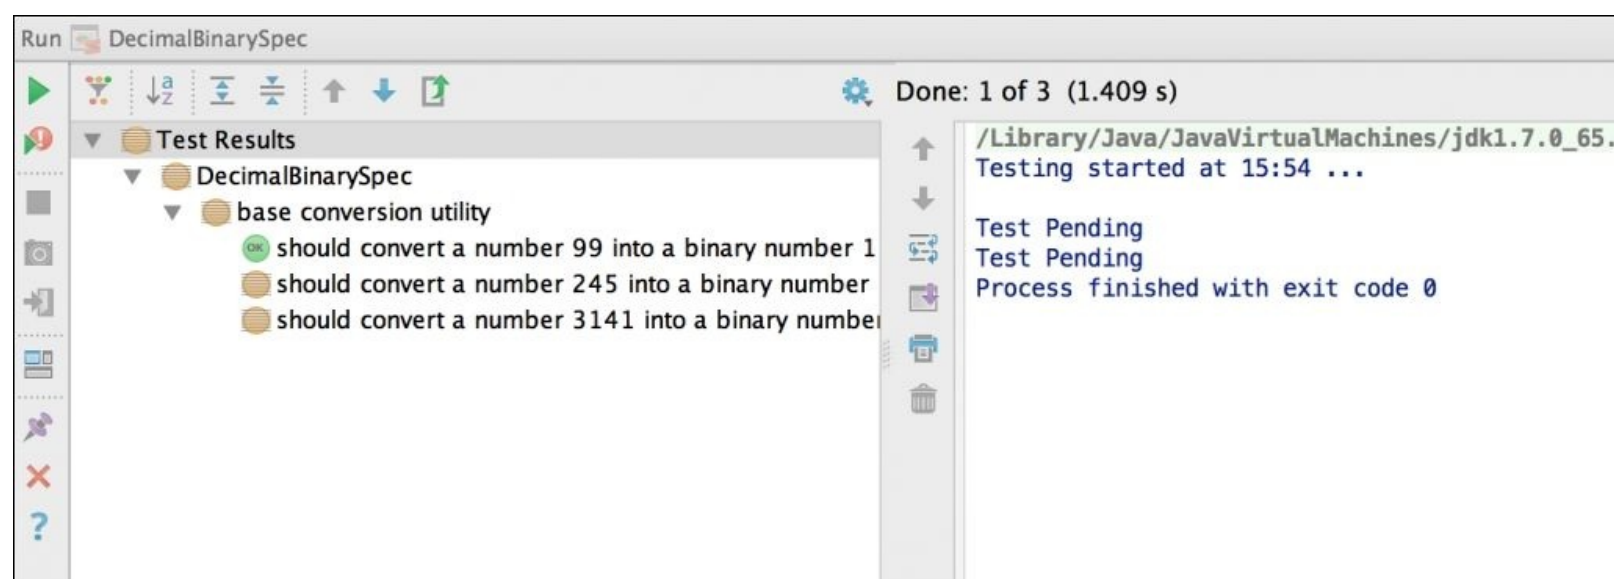 Run DecimalBinarySpec
Done: 1 of 3 (1.409 s)
Test Results
DecimalBinarySpec
base conversion utility
OK should convert a number 99 into a binary number 1
should convert a number 245 into a binary number
should convert a number 3141 into a binary number
/Library/Java/JavaVirtualMachines/jdk1.7.0_65.
Testing started at 15:54 ...
Test Pending
Test Pending
Process finished with exit code 0